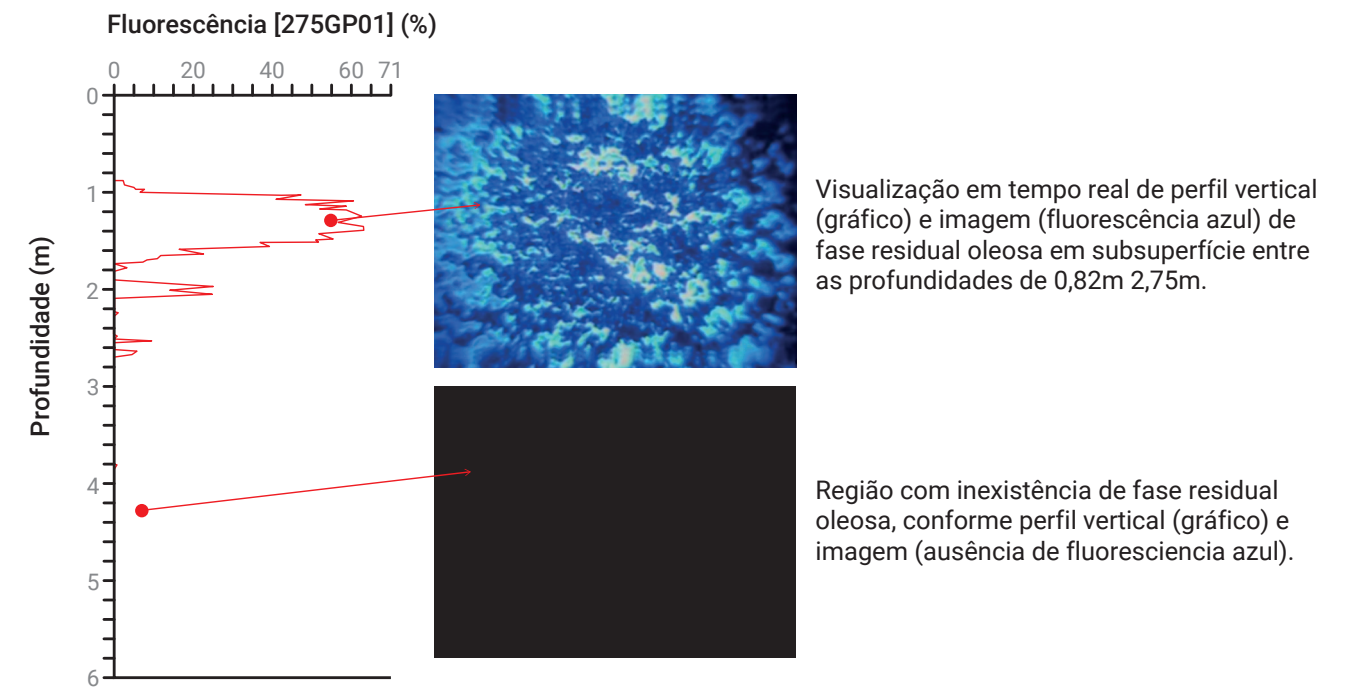 Fluorescência [275GP01] (%)
0 20 40 60 71
Profundidade (m)
0
1
2
3
4
5
6
Visualização em tempo real de perfil vertical
(gráfico) e imagem (fluorescência azul) de
fase residual oleosa em subsuperfície entre
as profundidades de 0,82m 2,75m.
Região com inexistência de fase residual
oleosa, conforme perfil vertical (gráfico) e
imagem (ausência de fluoresciencia azul).